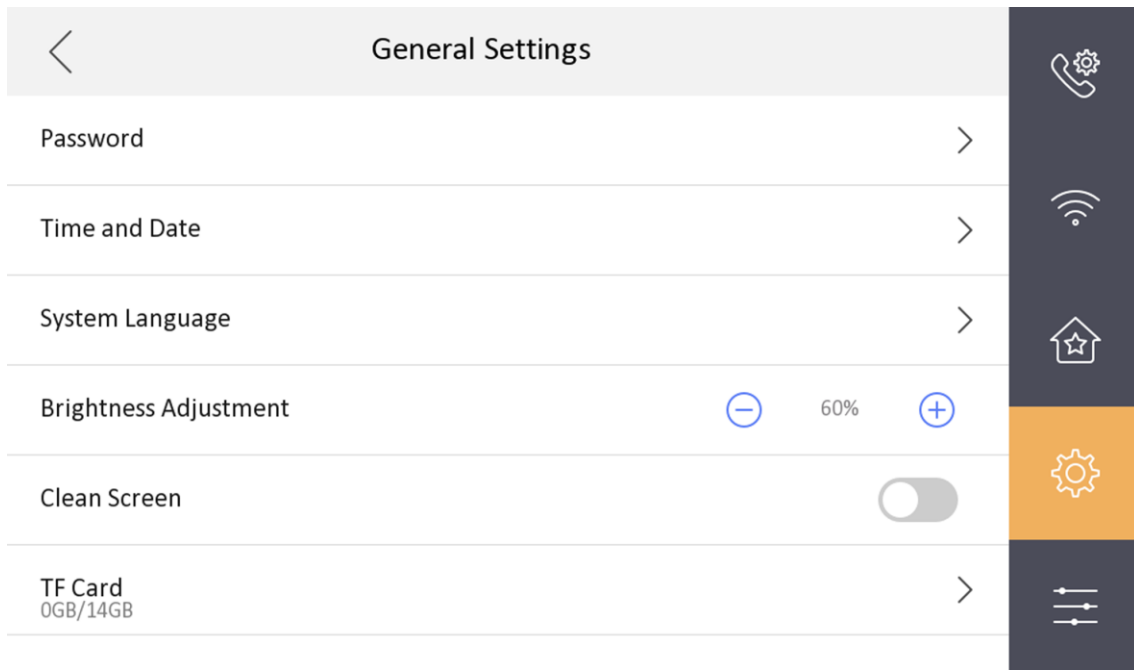 General Settings
Password
Time and Date
System Language
Brightness Adjustment 60%
Clean Screen
TF Card
0GB/14GB